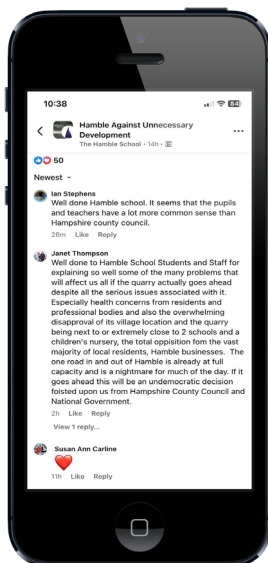 10:38
64
Hamble Against Unnecessary
Development
The Hamble School • 14h •
50
Newest
Ian Stephens
Well done Hamble school. It seems that the pupils
and teachers have a lot more common sense than
Hampshire county council.
26m Like Reply
Janet Thompson
Well done to Hamble School Students and Staff for
explaining so well some of the many problems that
will affect us all if the quarry actually goes ahead
despite all the serious issues associated with it.
Especially health concerns from residents and
professional bodies and also the overwhelming
disapproval of its village location and the quarry
being next to or extremely close to 2 schools and a
children's nursery, the total oppisition fom the vast
majority of local residents, Hamble businesses. The
one road in and out of Hamble is already at full
capacity and is a nightmare for much of the day. If it
goes ahead this will be an undemocratic decision
foisted upon us from Hampshire County Council and
National Government.
2h Like Reply
View 1 reply...
Susan Ann Carline
11h Like Reply